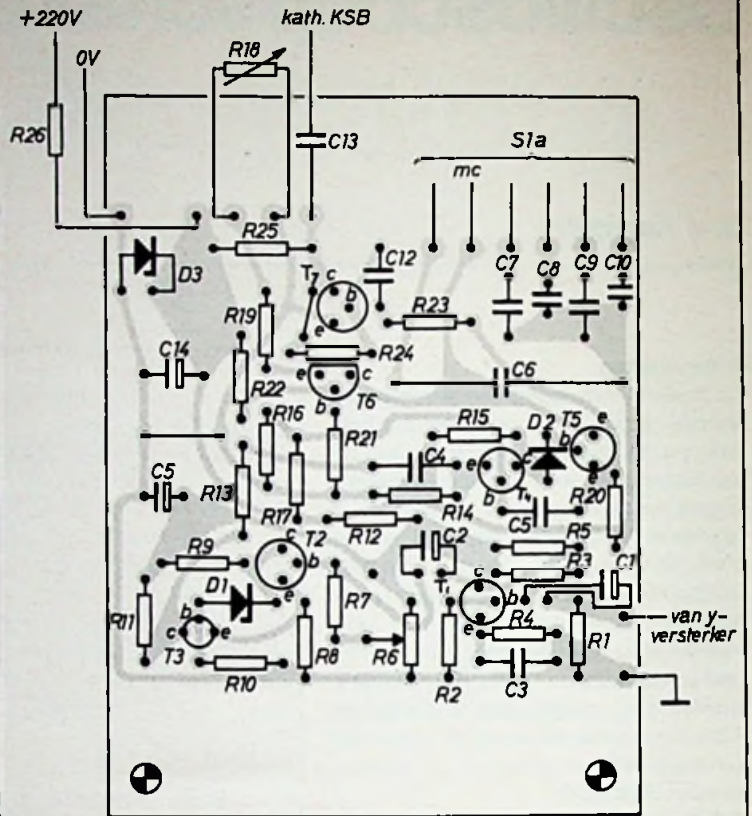 +220V
kath. KSB
0V
R18
R26
C13
S1a
mc
R25
D3
T7
c
b
e
C12
C7
C8
C9
C10
R19
R23
R24
C14
R22
e
c
b
T6
C6
R16
R21
R15
D2
T5
e
b
e
C4
e
c
b
T4
C5
R13
R17
R14
C5
R20
R12
C2
R5
R9
c
T2
b
e
R3
C1
T1
c
b
e
D1
R7
R4
van y-
versterker
R11
b
c
e
T3
R8
R6
R1
R10
R2
C3